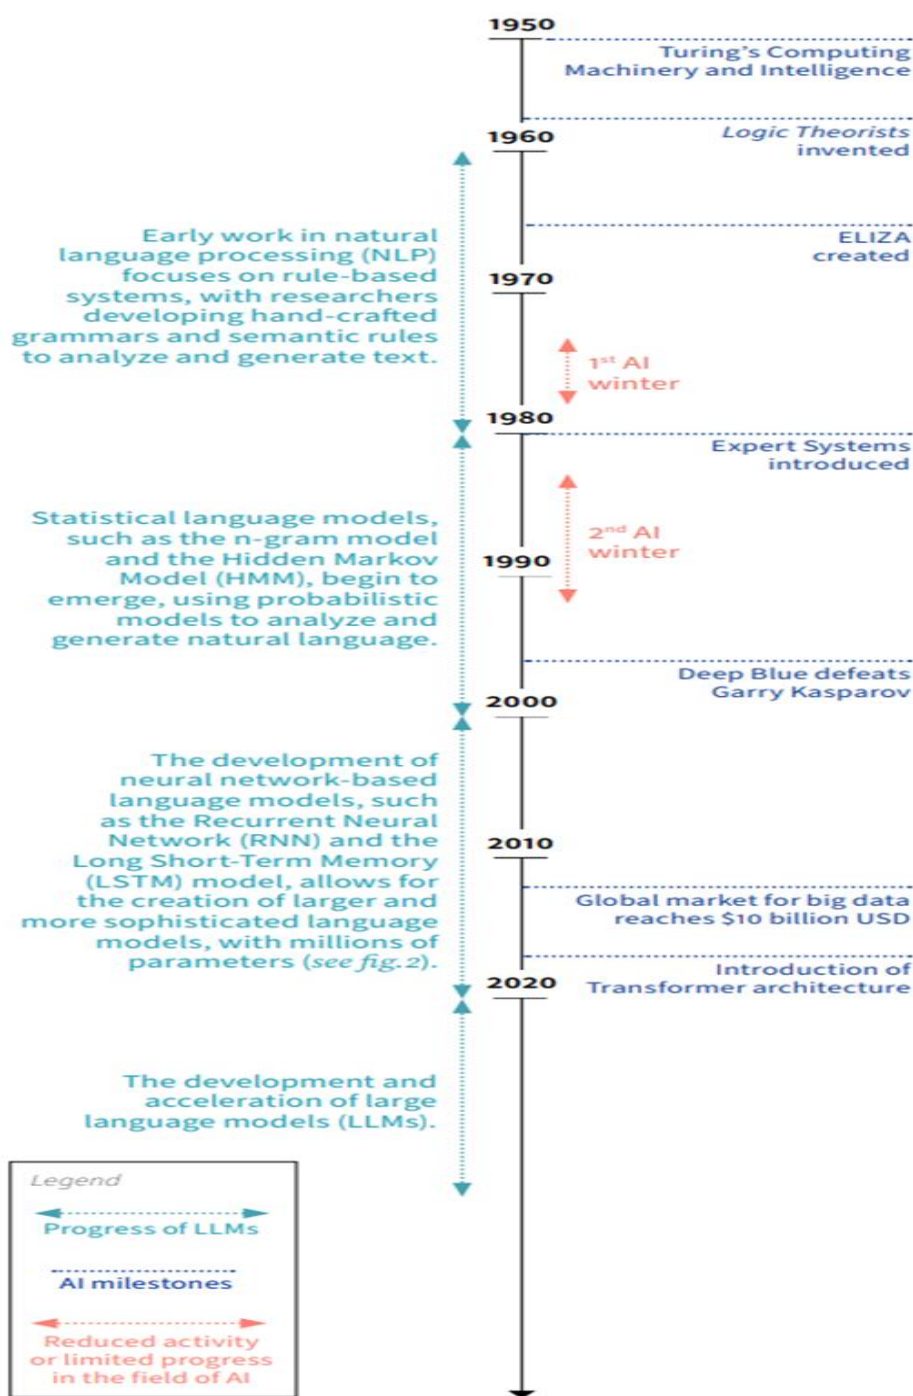 1950
Turing's Computing
Machinery and Intelligence
Logic Theorists
invented
1960
Early work in natural
language processing (NLP)
focuses on rule-based
systems, with researchers
developing hand-crafted
grammars and semantic rules
to analyze and generate text.
ELIZA
created
1970
1st AI
winter
1980
Expert Systems
introduced
Statistical language models,
such as the n-gram model
and the Hidden Markov
Model (HMM), begin to
emerge, using probabilistic
models to analyze and
generate natural language.
2nd AI
winter
1990
Deep Blue defeats
Garry Kasparov
2000
The development of
neural network-based
language models, such
as the Recurrent Neural
Network (RNN) and the
Long Short-Term Memory
(LSTM) model, allows for
the creation of larger and
more sophisticated language
models, with millions of
parameters (see fig.2).
2010
Global market for big data
reaches $10 billion USD
Introduction of
Transformer architecture
2020
The development and
acceleration of large
language models (LLMs).
Legend
Progress of LLMs
AI milestones
Reduced activity
or limited progress
in the field of AI